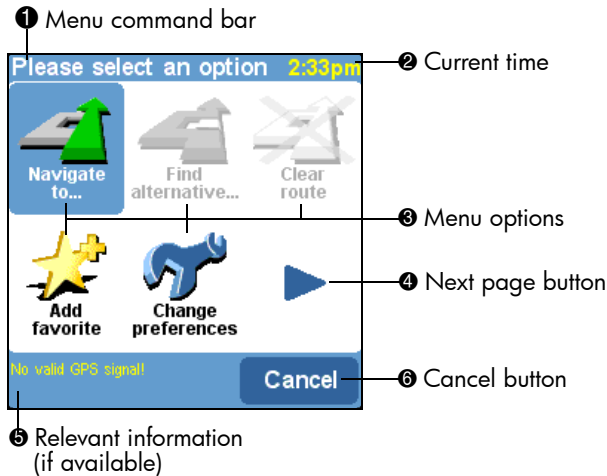 ❶ Menu command bar
Please select an option 2:33pm
❷ Current time
Navigate
to...
Find
alternative...
Clear
route
❸ Menu options
Add
favorite
Change
preferences
❹ Next page button
No valid GPS signal!
Cancel
❻ Cancel button
❺ Relevant information
(if available)